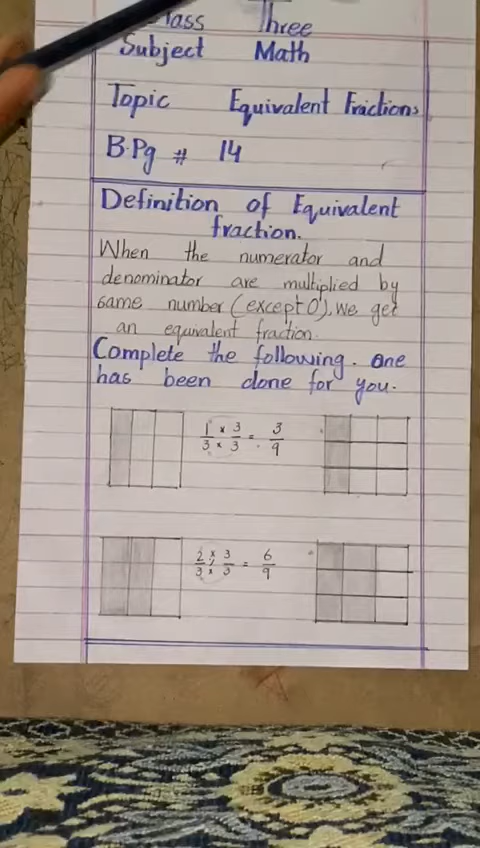 Class Three
Subject Math
Topic Equivalent Fractions
B.Pg # 14
Definition of Equivalent
fraction.
When the numerator and
denominator are multiplied by
same number (except 0), we get
an equivalent fraction.
Complete the following. One
has been done for you.
1/3 × 3/3 = 3/9
2/3 × 3/3 = 6/9